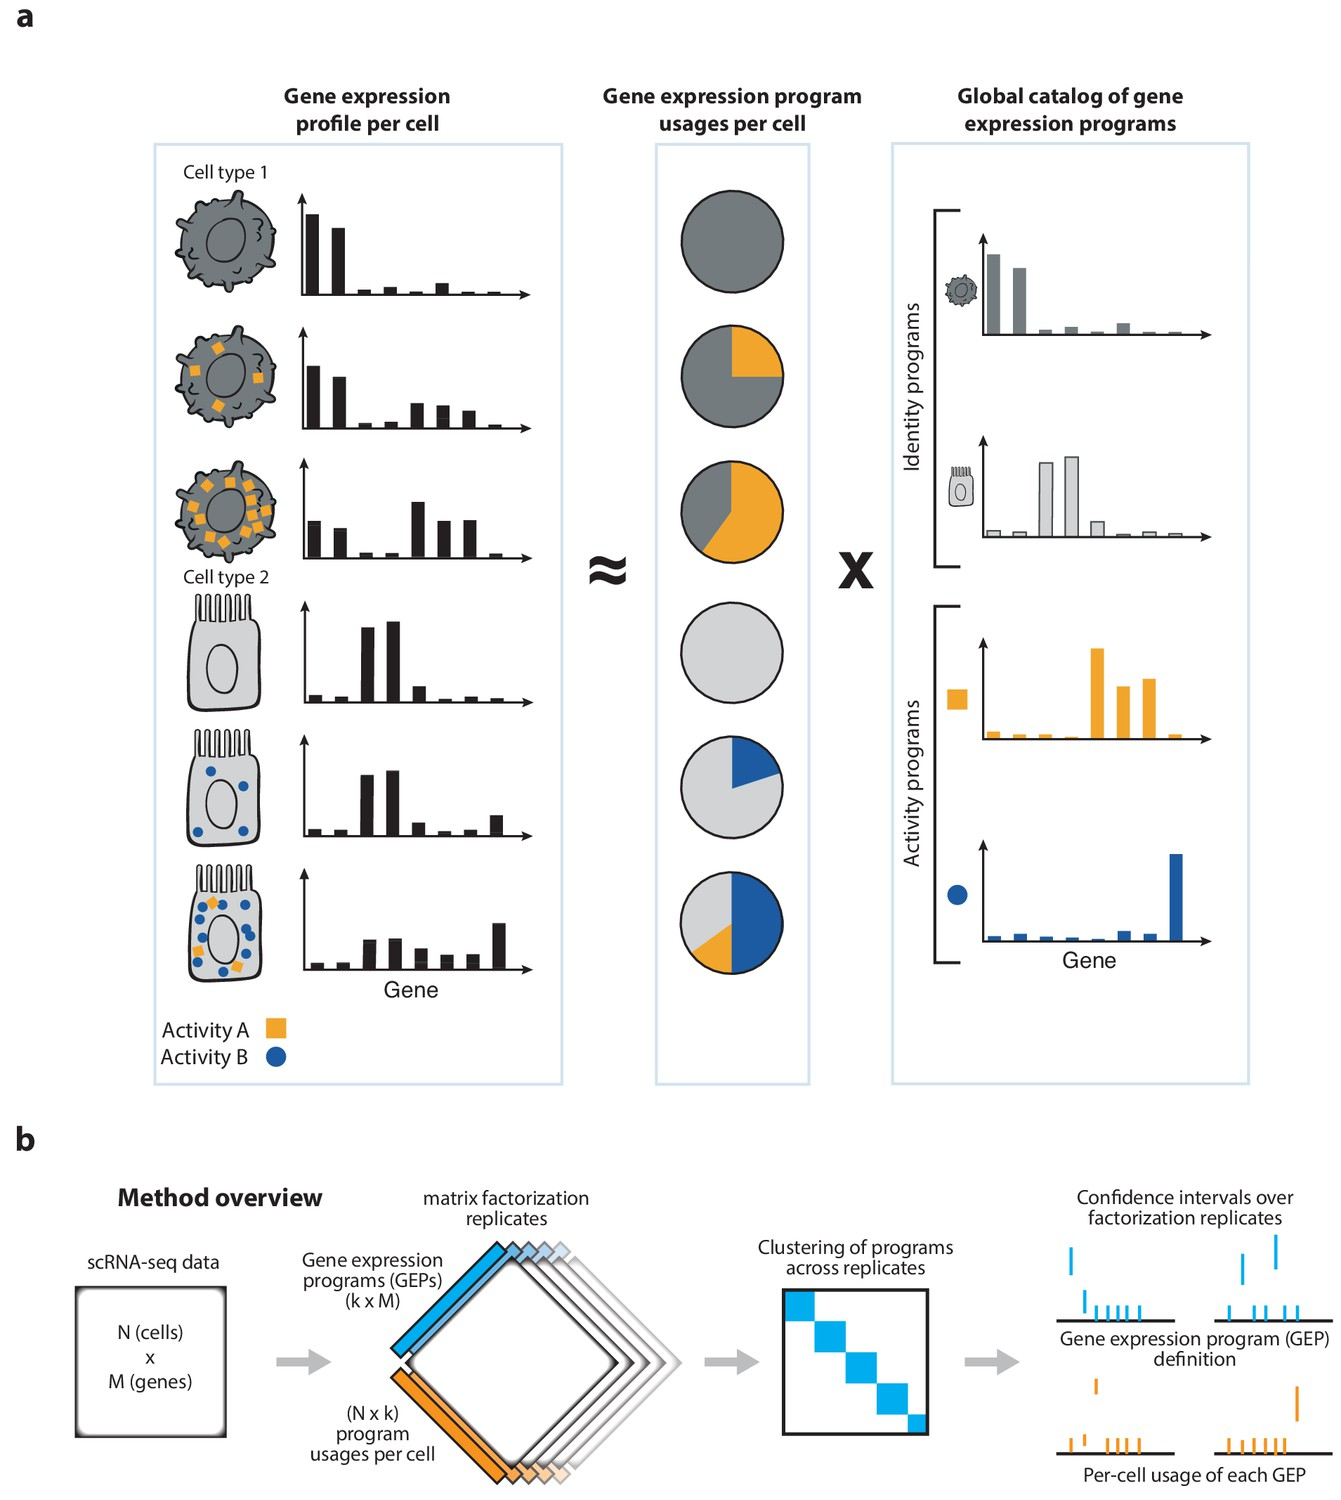 a
Gene expression
profile per cell
Gene expression program
usages per cell
Global catalog of gene
expression programs
Cell type 1
Cell type 2
Gene
Activity A
Activity B
≈
x
Identity programs
Activity programs
Gene
b
Method overview
scRNA-seq data
N (cells)
x
M (genes)
matrix factorization
replicates
Gene expression
programs (GEPs)
(k x M)
(N x k)
program
usages per cell
Clustering of programs
across replicates
Confidence intervals over
factorization replicates
Gene expression program (GEP)
definition
Per-cell usage of each GEP